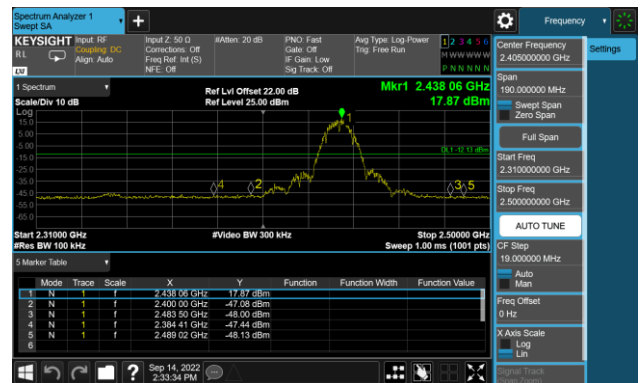 Spectrum Analyzer 1
Swept SA
Frequency
KEYSIGHT
RL
LXI
Input: RF
Coupling: DC
Align: Auto
Input Z: 50 Ω
Corrections: Off
Freq Ref: Int (S)
NFE: Off
#Atten: 20 dB
PNO: Fast
Gate: Off
IF Gain: Low
Sig Track: Off
Avg Type: Log-Power
Trig: Free Run
1 2 3 4 5 6
M W W W W W
P N N N N N
1 Spectrum
Scale/Div 10 dB
Ref Lvl Offset 22.00 dB
Ref Level 25.00 dBm
Mkr1 2.438 06 GHz
17.87 dBm
Log
15.0
5.00
-5.00
-15.0
-25.0
-35.0
-45.0
-55.0
-65.0
1
DL1 -12.13 dBm
4
2
3
5
Start 2.31000 GHz
#Res BW 100 kHz
#Video BW 300 kHz
Stop 2.50000 GHz
Sweep 1.00 ms (1001 pts)
5 Marker Table
Mode Trace Scale X Y Function Function Width Function Value
1 N 1 f 2.438 06 GHz 17.87 dBm
2 N 1 f 2.400 00 GHz -47.08 dBm
3 N 1 f 2.483 50 GHz -48.00 dBm
4 N 1 f 2.384 41 GHz -47.44 dBm
5 N 1 f 2.489 02 GHz -48.13 dBm
6
Sep 14, 2022
2:33:34 PM
?
Center Frequency
2.405000000 GHz
Settings
Span
190.000000 MHz
Swept Span
Zero Span
Full Span
Start Freq
2.310000000 GHz
Stop Freq
2.500000000 GHz
AUTO TUNE
CF Step
19.000000 MHz
Auto
Man
Freq Offset
0 Hz
X Axis Scale
Log
Lin
Signal Track
(Span Zoom)